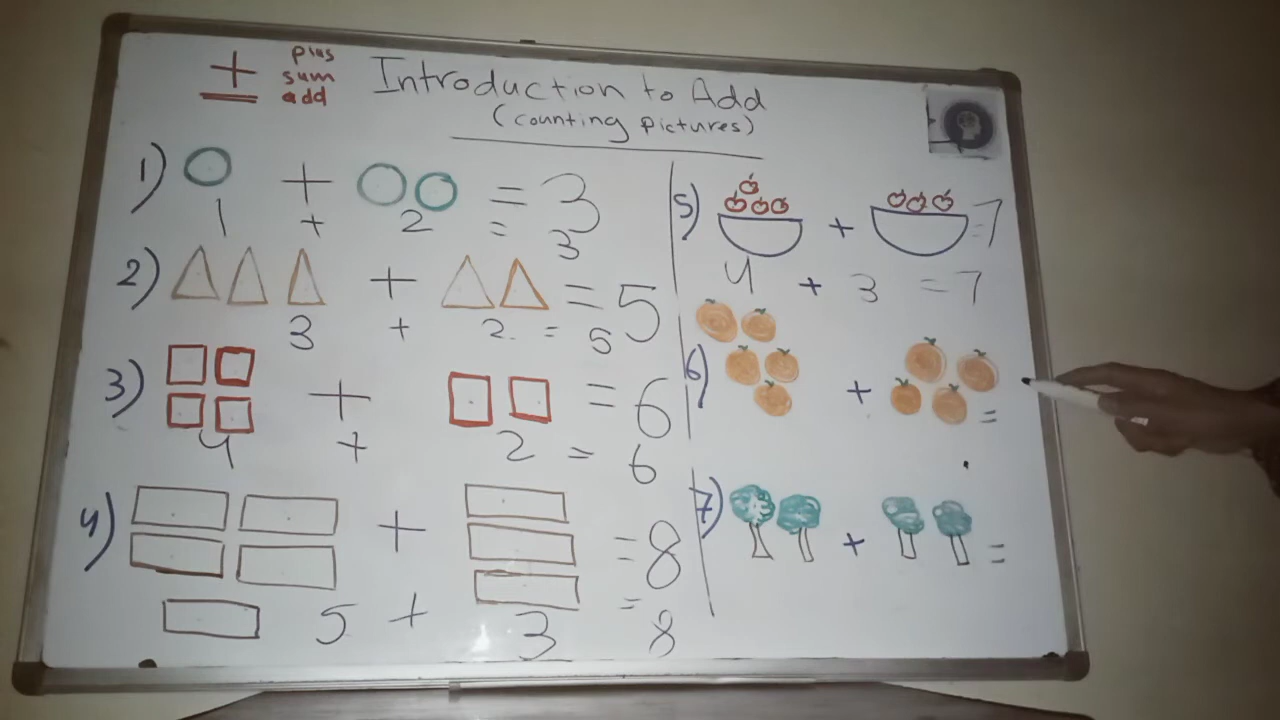 + plus
sum
add
Introduction to Add
(counting pictures)
1) + = 3
1 + 2 = 3
2) + = 5
3 + 2 = 5
3) + = 6
4 + 2 = 6
4) + = 8
5 + 3 = 8
5) + = 7
4 + 3 = 7
6) + =
7) + =